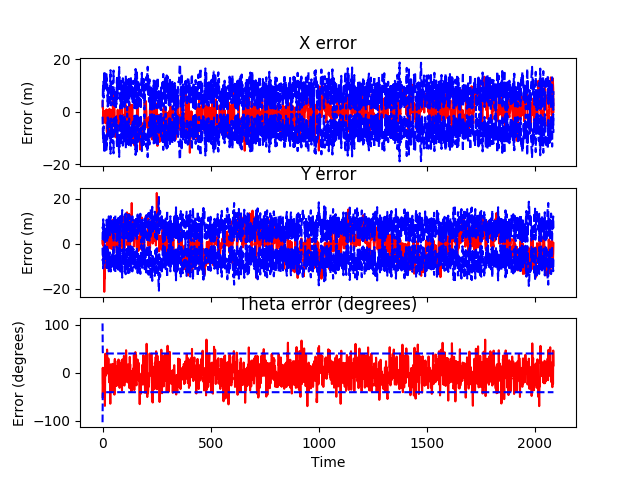 X error
20
0
−20
Error (m)
Y error
20
0
−20
Error (m)
Theta error (degrees)
100
0
−100
Error (degrees)
0 500 1000 1500 2000
Time